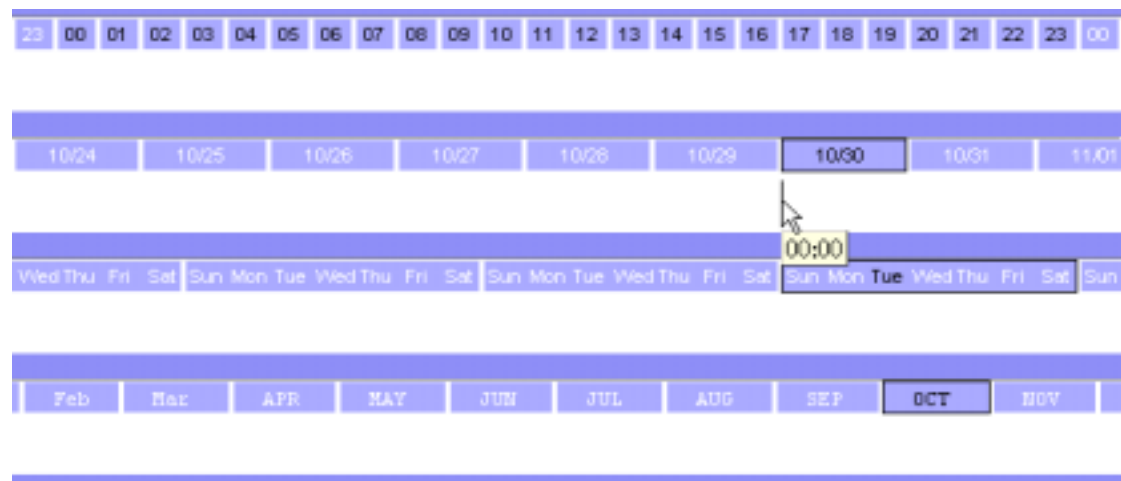 23 00 01 02 03 04 05 06 07 08 09 10 11 12 13 14 15 16 17 18 19 20 21 22 23 00
10/24 10/25 10/26 10/27 10/28 10/29 10/30 10/31 11/01
00:00
Wed Thu Fri Sat Sun Mon Tue Wed Thu Fri Sat Sun Mon Tue Wed Thu Fri Sat Sun Mon Tue Wed Thu Fri Sat Sun
Feb Mar APR MAY JUN JUL AUG SEP OCT NOV